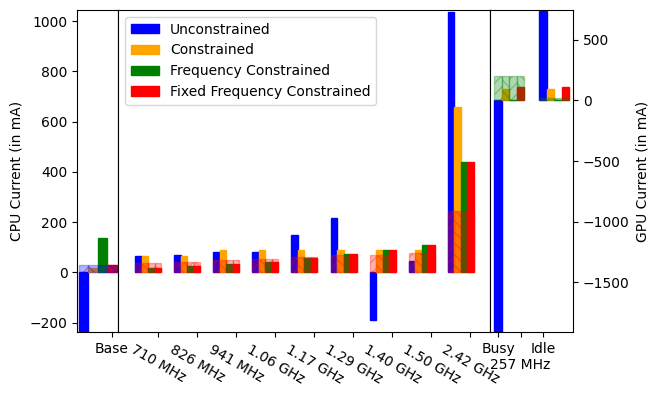 Unconstrained
Constrained
Frequency Constrained
Fixed Frequency Constrained
CPU Current (in mA)
1000
800
600
400
200
0
−200
GPU Current (in mA)
500
0
−500
−1000
−1500
Base
710 MHz
826 MHz
941 MHz
1.06 GHz
1.17 GHz
1.29 GHz
1.40 GHz
1.50 GHz
2.42 GHz
Busy
Idle
257 MHz